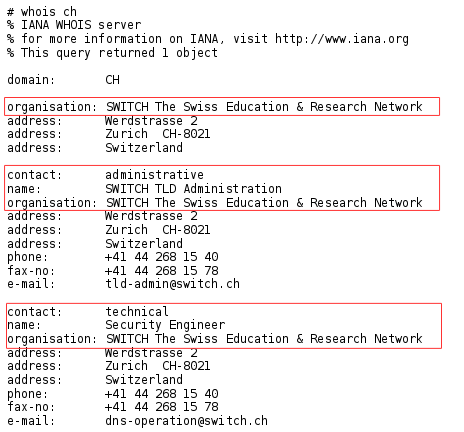 # whois ch
% IANA WHOIS server
% for more information on IANA, visit http://www.iana.org
% This query returned 1 object
domain: CH
organisation: SWITCH The Swiss Education & Research Network
address: Werdstrasse 2
address: Zurich CH-8021
address: Switzerland
contact: administrative
name: SWITCH TLD Administration
organisation: SWITCH The Swiss Education & Research Network
address: Werdstrasse 2
address: Zurich CH-8021
address: Switzerland
phone: +41 44 268 15 40
fax-no: +41 44 268 15 78
e-mail: tld-admin@switch.ch
contact: technical
name: Security Engineer
organisation: SWITCH The Swiss Education & Research Network
address: Werdstrasse 2
address: Zurich CH-8021
address: Switzerland
phone: +41 44 268 15 40
fax-no: +41 44 268 15 78
e-mail: dns-operation@switch.ch